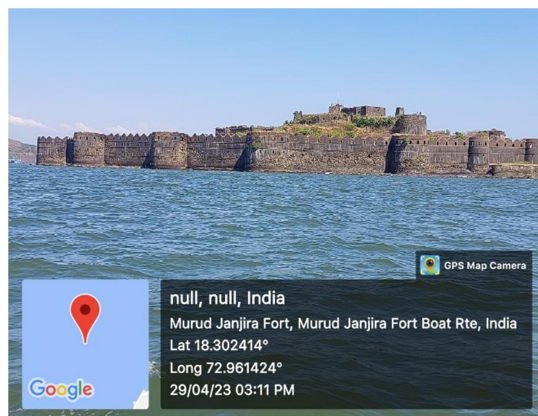 GPS Map Camera
null, null, India
Murud Janjira Fort, Murud Janjira Fort Boat Rte, India
Lat 18.302414°
Long 72.961424°
29/04/23 03:11 PM
Google